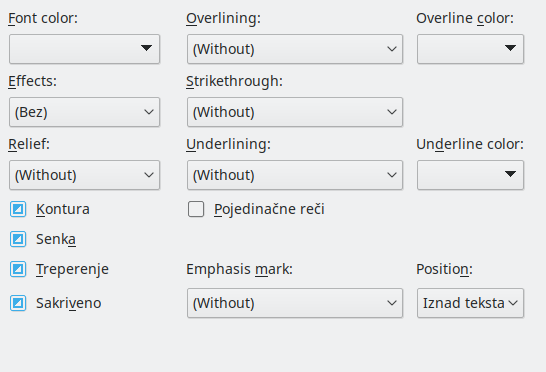 Font color: Overlining: Overline color:
(Without)
Effects: Strikethrough:
(Bez) (Without)
Relief: Underlining: Underline color:
(Without) (Without)
Kontura Pojedinačne reči
Senka
Treperenje Emphasis mark: Position:
Sakriveno (Without) Iznad teksta